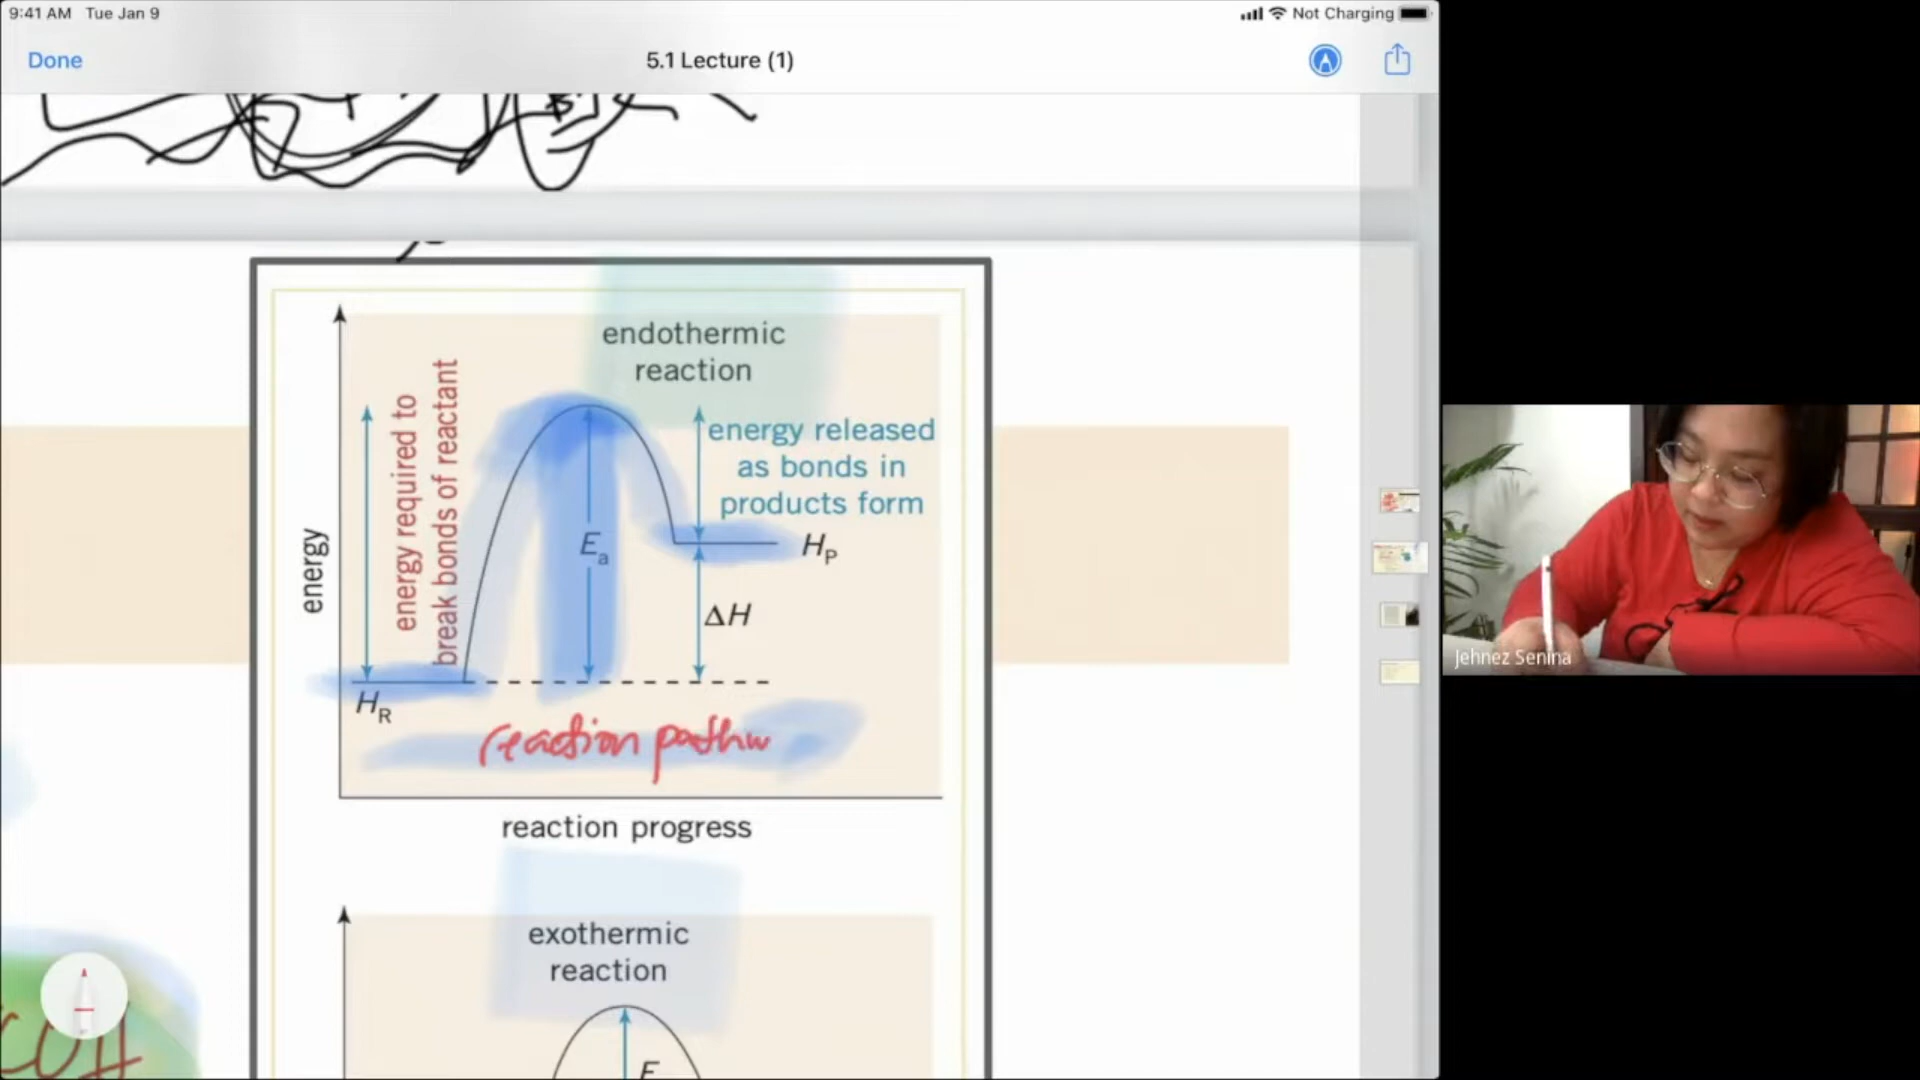 9:41 AM Tue Jan 9
Not Charging
Done
5.1 Lecture (1)
endothermic
reaction
energy required to
break bonds of reactant
energy released
as bonds in
products form
energy
Ea
HP
ΔH
HR
reaction pathw
reaction progress
exothermic
reaction
E
COH
Jehnez Senina